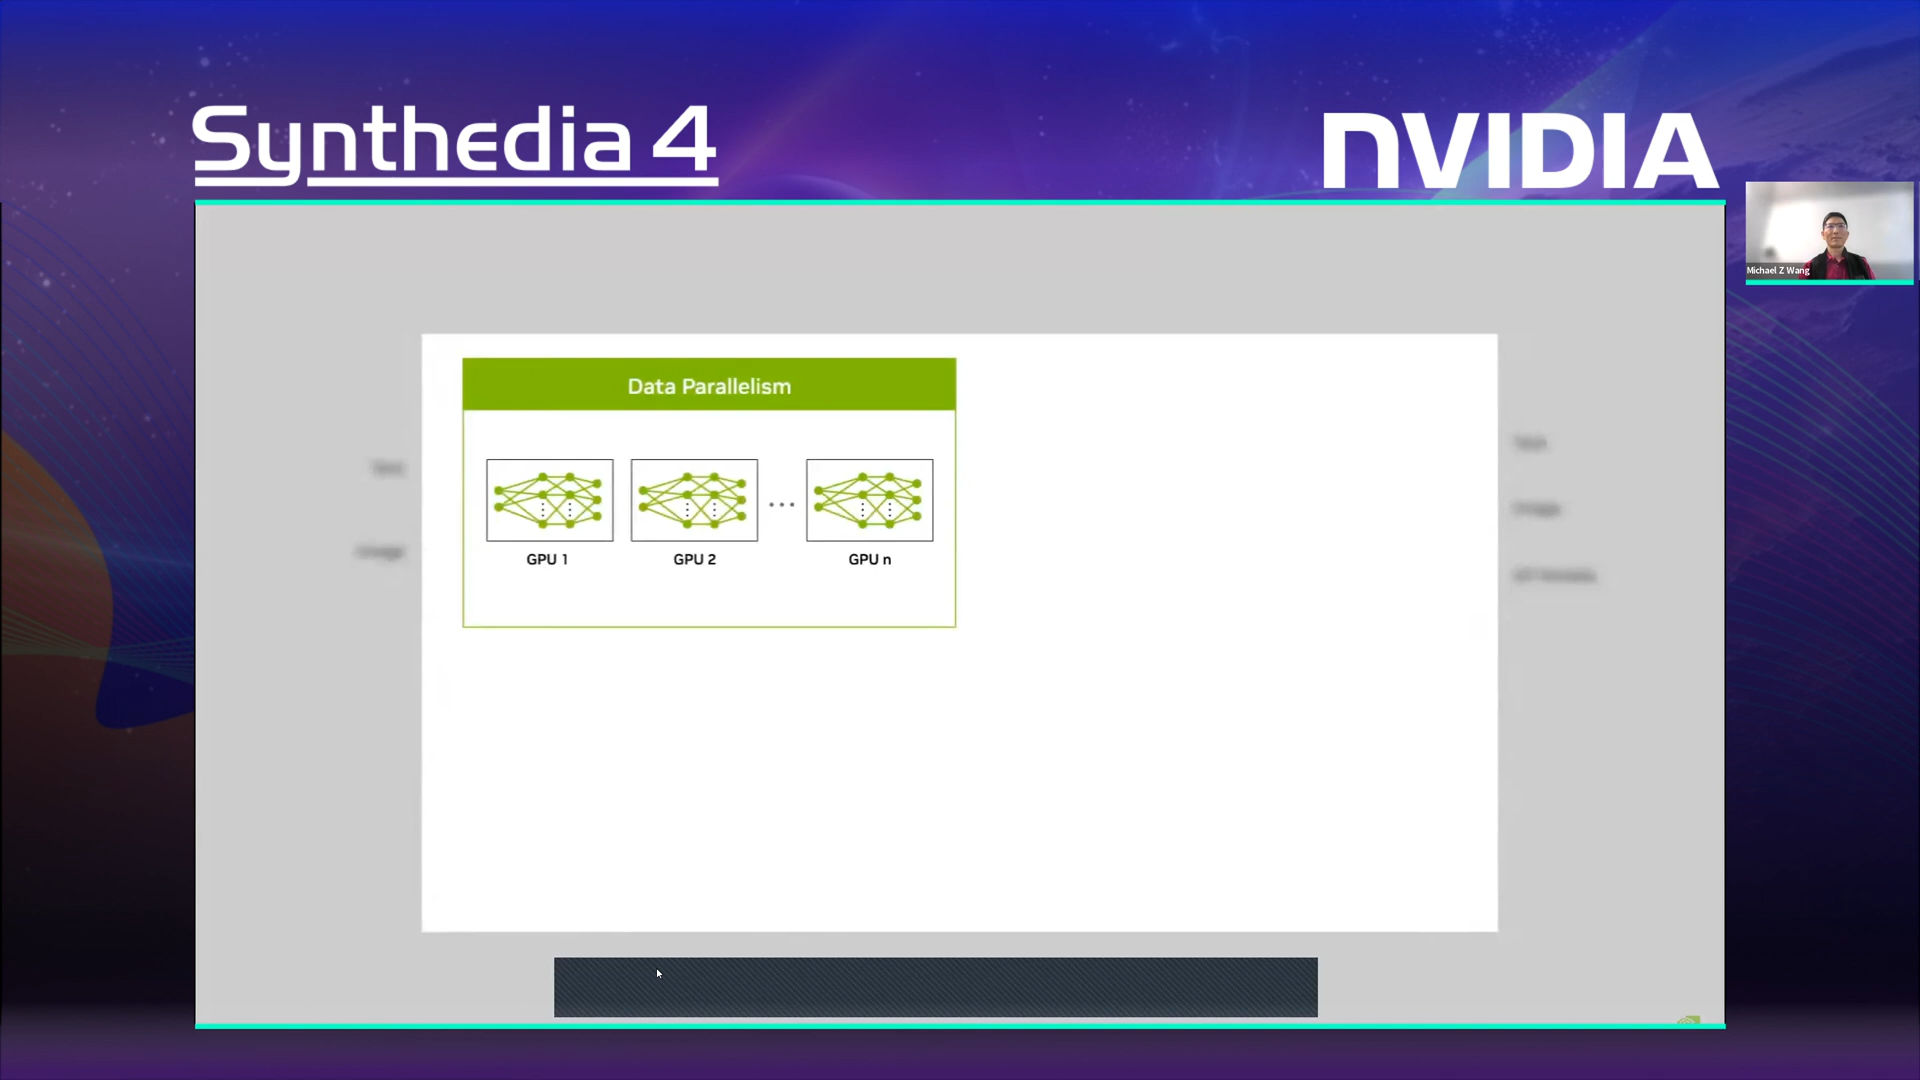 Synthedia 4
NVIDIA
Michael Z Wang
Data Parallelism
GPU 1
GPU 2
...
GPU n